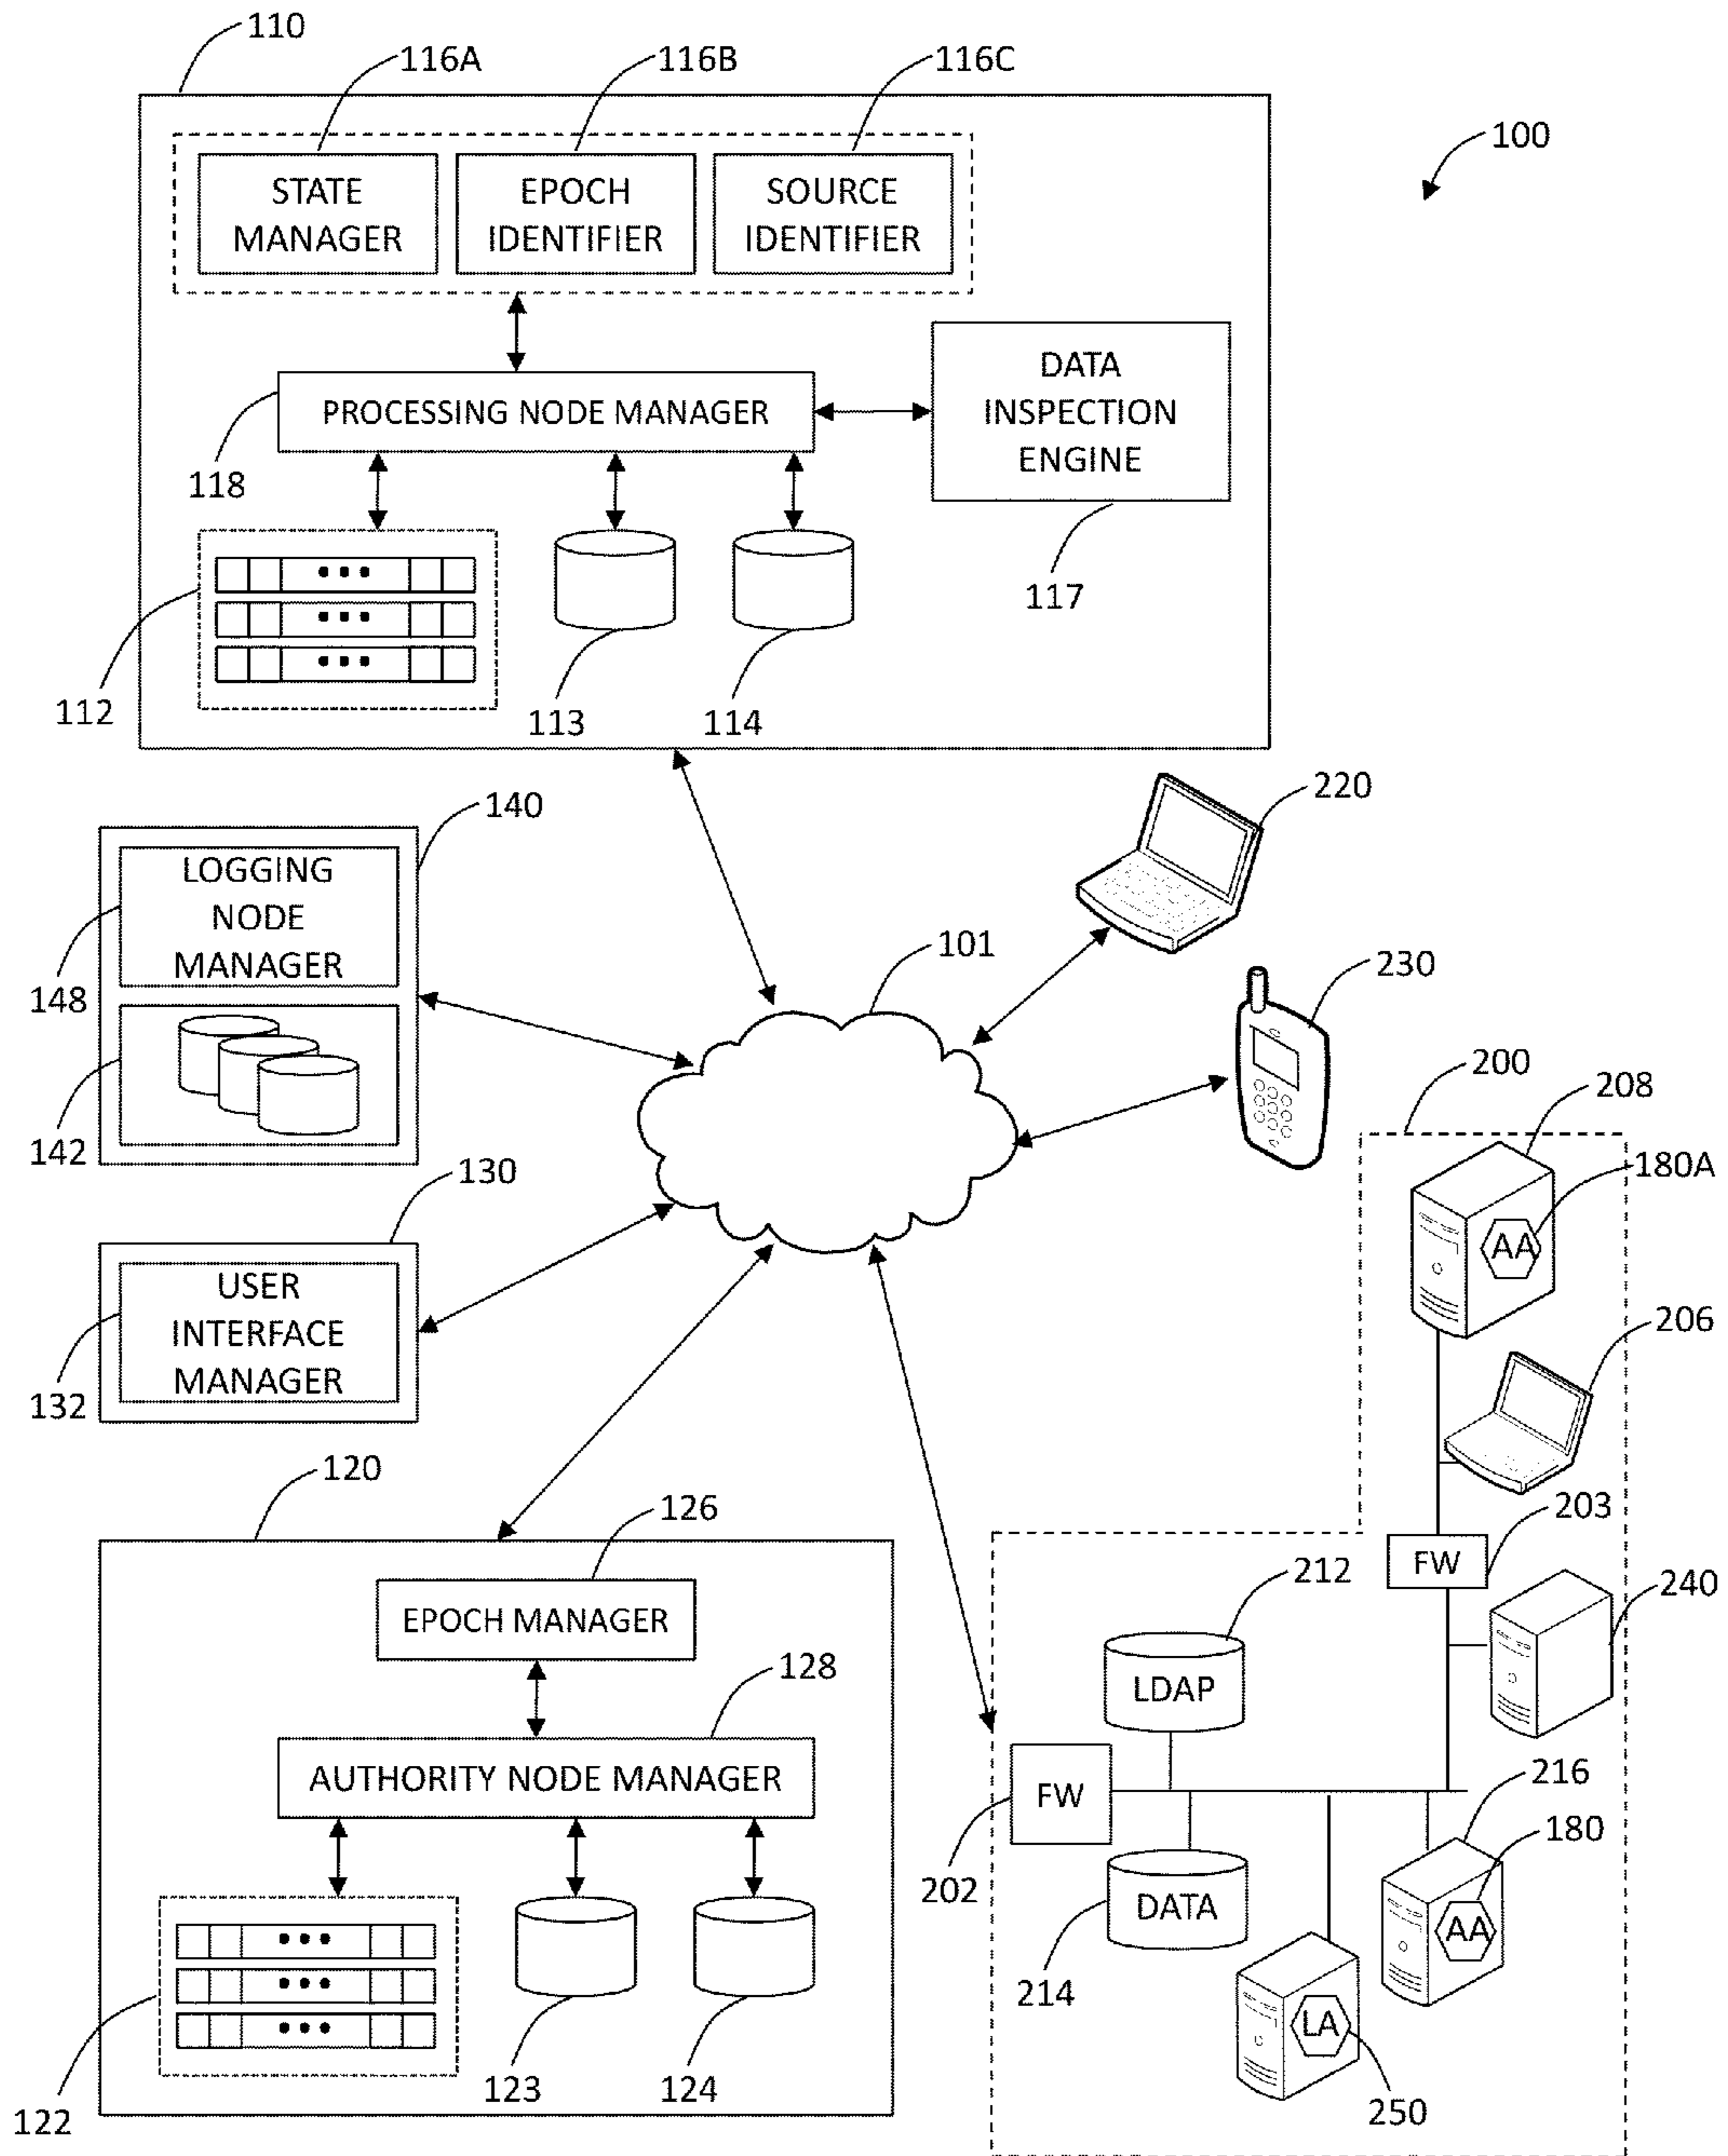 110
116A
116B
116C
100
STATE
MANAGER
EPOCH
IDENTIFIER
SOURCE
IDENTIFIER
DATA
INSPECTION
ENGINE
PROCESSING NODE MANAGER
118
117
112
113
114
140
220
LOGGING
NODE
MANAGER
148
101
230
142
200
208
180A
AA
130
USER
INTERFACE
MANAGER
132
206
120
126
203
FW
EPOCH MANAGER
212
240
LDAP
128
AUTHORITY NODE MANAGER
FW
216
180
202
DATA
AA
214
LA
122
123
124
250